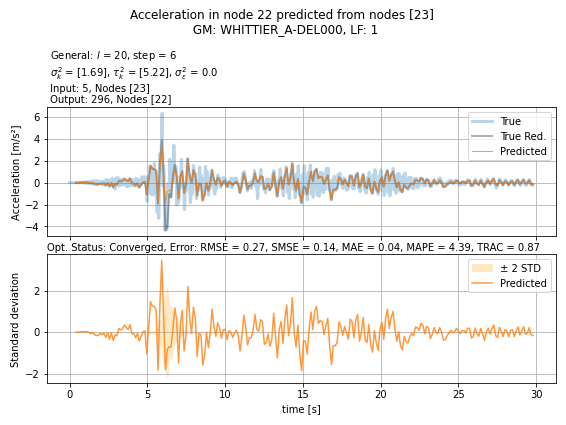 Acceleration in node 22 predicted from nodes [23]
GM: WHITTIER_A-DEL000, LF: 1
General: l = 20, step = 6
σ²ₖ = [1.69], τ²ₖ = [5.22], σ²ε = 0.0
Input: 5, Nodes [23]
Output: 296, Nodes [22]
Acceleration [m/s²]
6
4
2
0
−2
−4
True
True Red.
Predicted
Opt. Status: Converged, Error: RMSE = 0.27, SMSE = 0.14, MAE = 0.04, MAPE = 4.39, TRAC = 0.87
Standard deviation
2
0
−2
± 2 STD
Predicted
0 5 10 15 20 25 30
time [s]